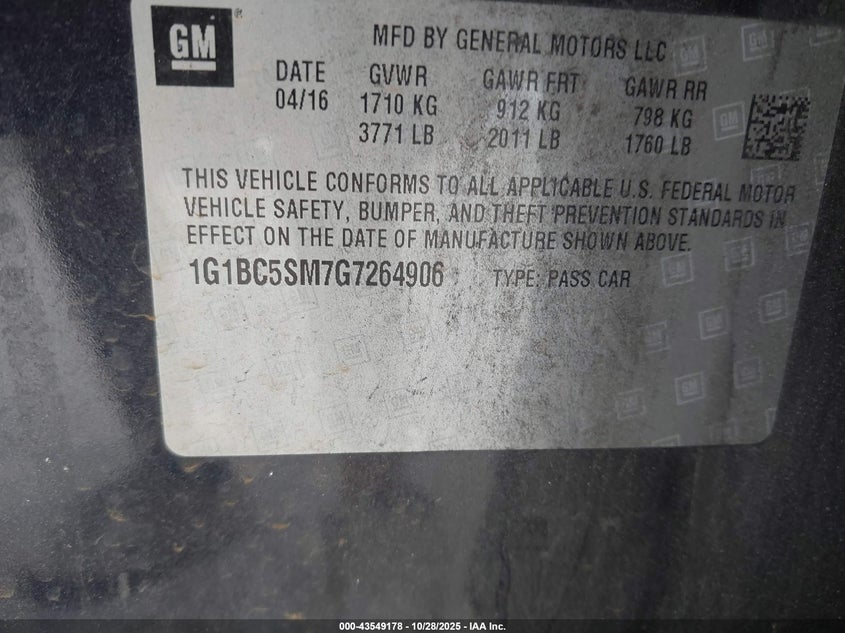 GM
MFD BY GENERAL MOTORS LLC
DATE GVWR GAWR FRT GAWR RR
04/16 1710 KG 912 KG 798 KG
3771 LB 2011 LB 1760 LB
THIS VEHICLE CONFORMS TO ALL APPLICABLE U.S. FEDERAL MOTOR
VEHICLE SAFETY, BUMPER, AND THEFT PREVENTION STANDARDS IN
EFFECT ON THE DATE OF MANUFACTURE SHOWN ABOVE.
1G1BC5SM7G7264906 TYPE: PASS CAR
000-43549178 - 10/28/2025 - IAA Inc.